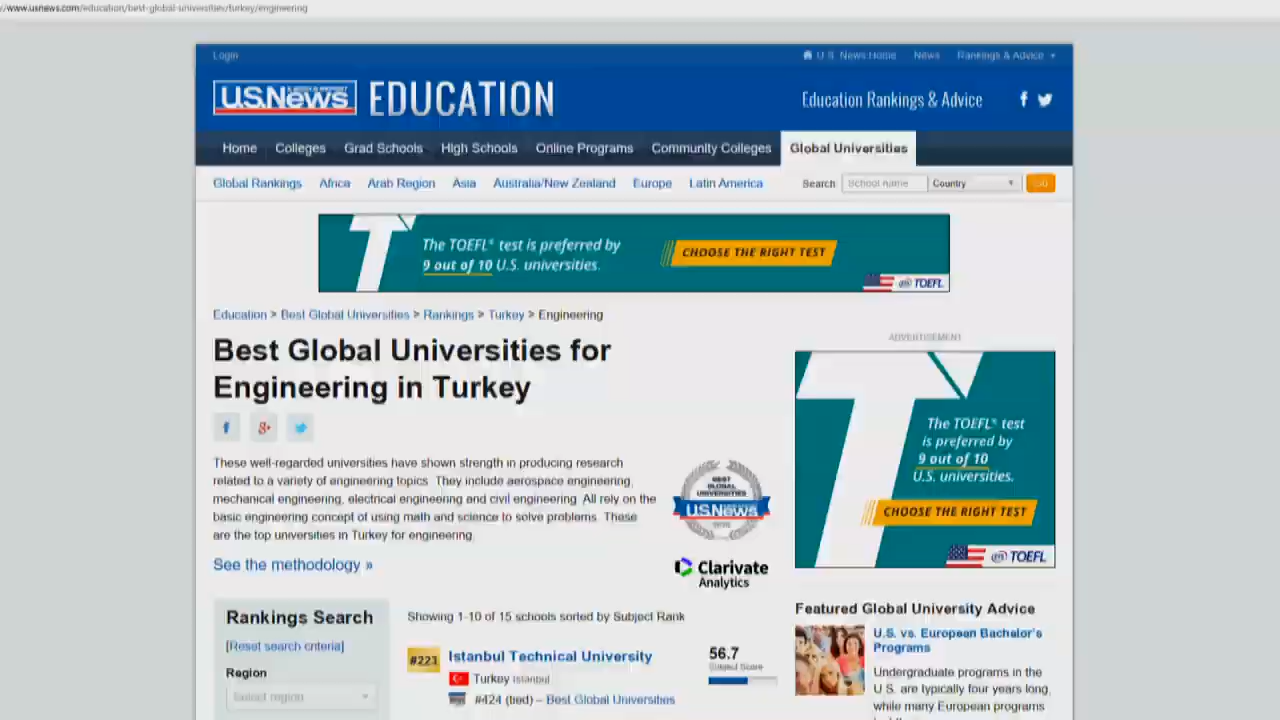 //www.usnews.com/education/best-global-universities/turkey/engineering
Login
U.S. News Home News Rankings & Advice
U.S.News EDUCATION
Education Rankings & Advice
Home Colleges Grad Schools High Schools Online Programs Community Colleges Global Universities
Global Rankings Africa Arab Region Asia Australia/New Zealand Europe Latin America Search School name Country
The TOEFL® test is preferred by
9 out of 10 U.S. universities.
CHOOSE THE RIGHT TEST
ets TOEFL
Education > Best Global Universities > Rankings > Turkey > Engineering
Best Global Universities for
Engineering in Turkey
f
g+
These well-regarded universities have shown strength in producing research
related to a variety of engineering topics. They include aerospace engineering,
mechanical engineering, electrical engineering and civil engineering. All rely on the
basic engineering concept of using math and science to solve problems. These
are the top universities in Turkey for engineering.
See the methodology »
BEST
GLOBAL
UNIVERSITIES
U.S.News
Clarivate
Analytics
ADVERTISEMENT
The TOEFL® test
is preferred by
9 out of 10
U.S. universities.
CHOOSE THE RIGHT TEST
ets TOEFL
Rankings Search
[Reset search criteria]
Region
Select region
Showing 1-10 of 15 schools sorted by Subject Rank
#223
Istanbul Technical University
Turkey Istanbul
#424 (tied) – Best Global Universities
56.7
Subject Score
Featured Global University Advice
U.S. vs. European Bachelor's
Programs
Undergraduate programs in the
U.S. are typically four years long,
while many European programs